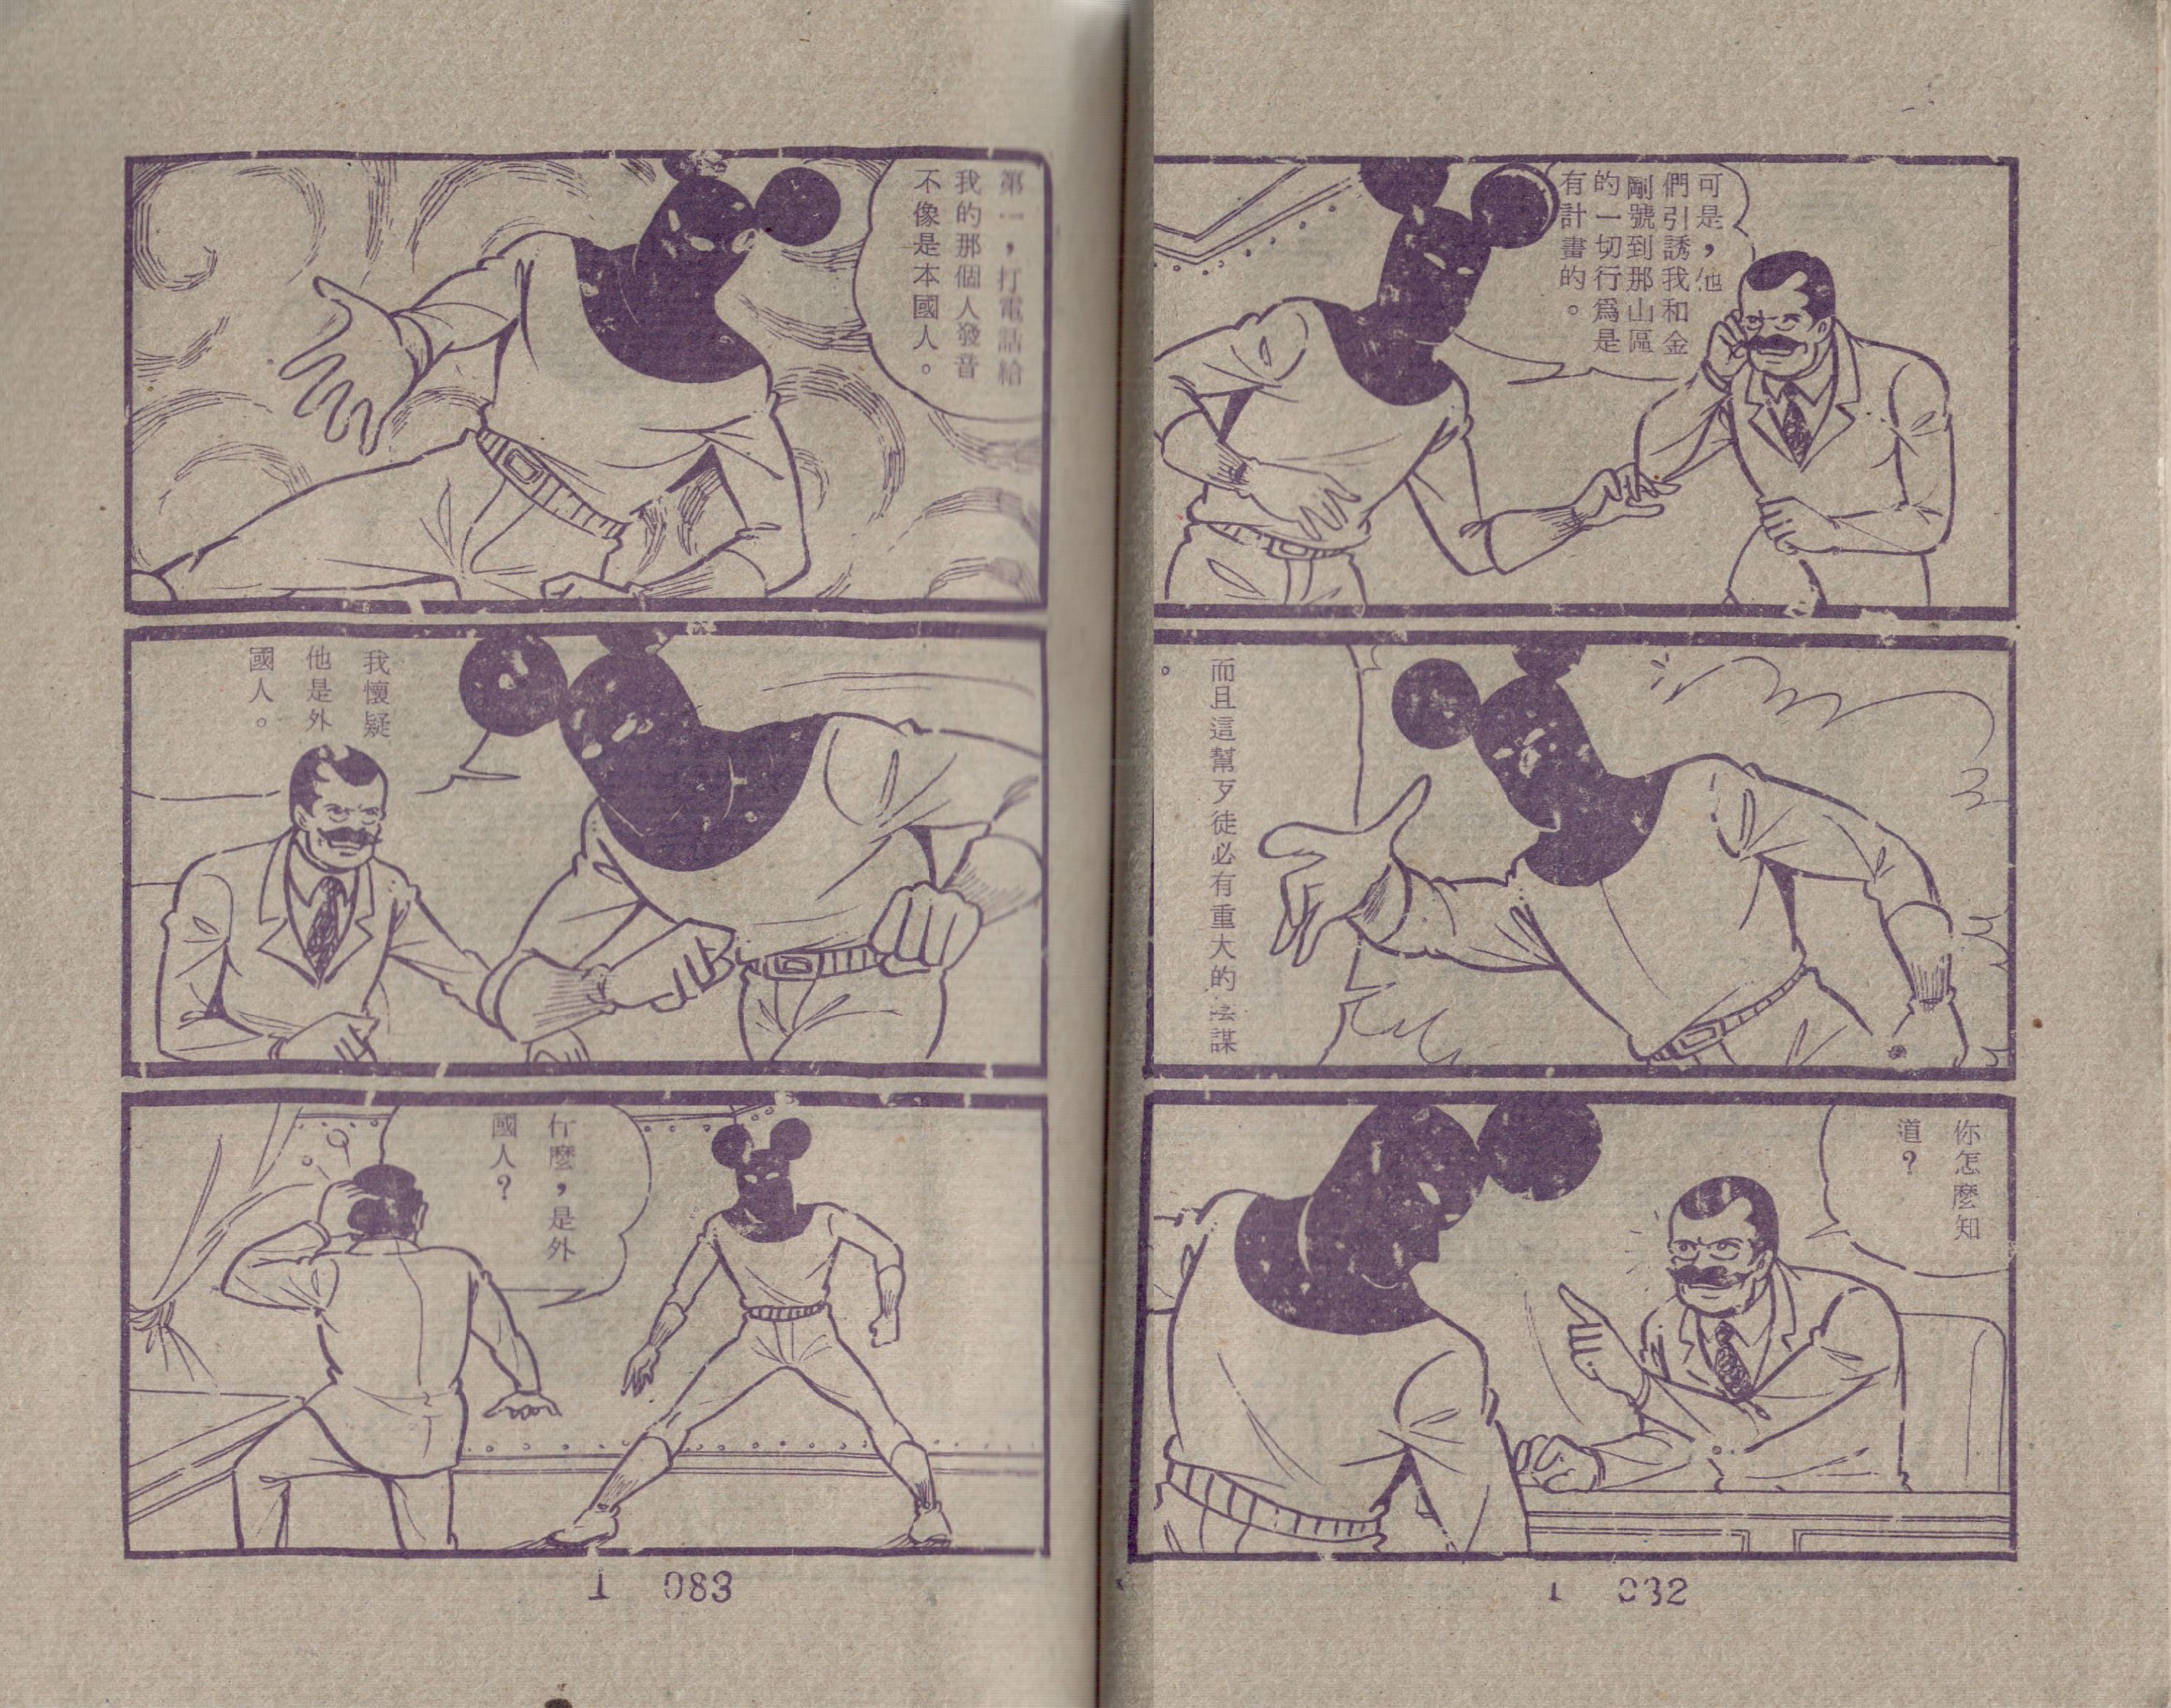 可是，他
們引誘我和金
剛號到那山區
的一切行爲是
有計畫的。
而且這幫歹徒必有重大的陰謀
。
你怎麼知
道？
1 082
第一，打電話給
我的那個人發音
不像是本國人。
我懷疑
他是外
國人。
什麼，是外
國人？
1 083